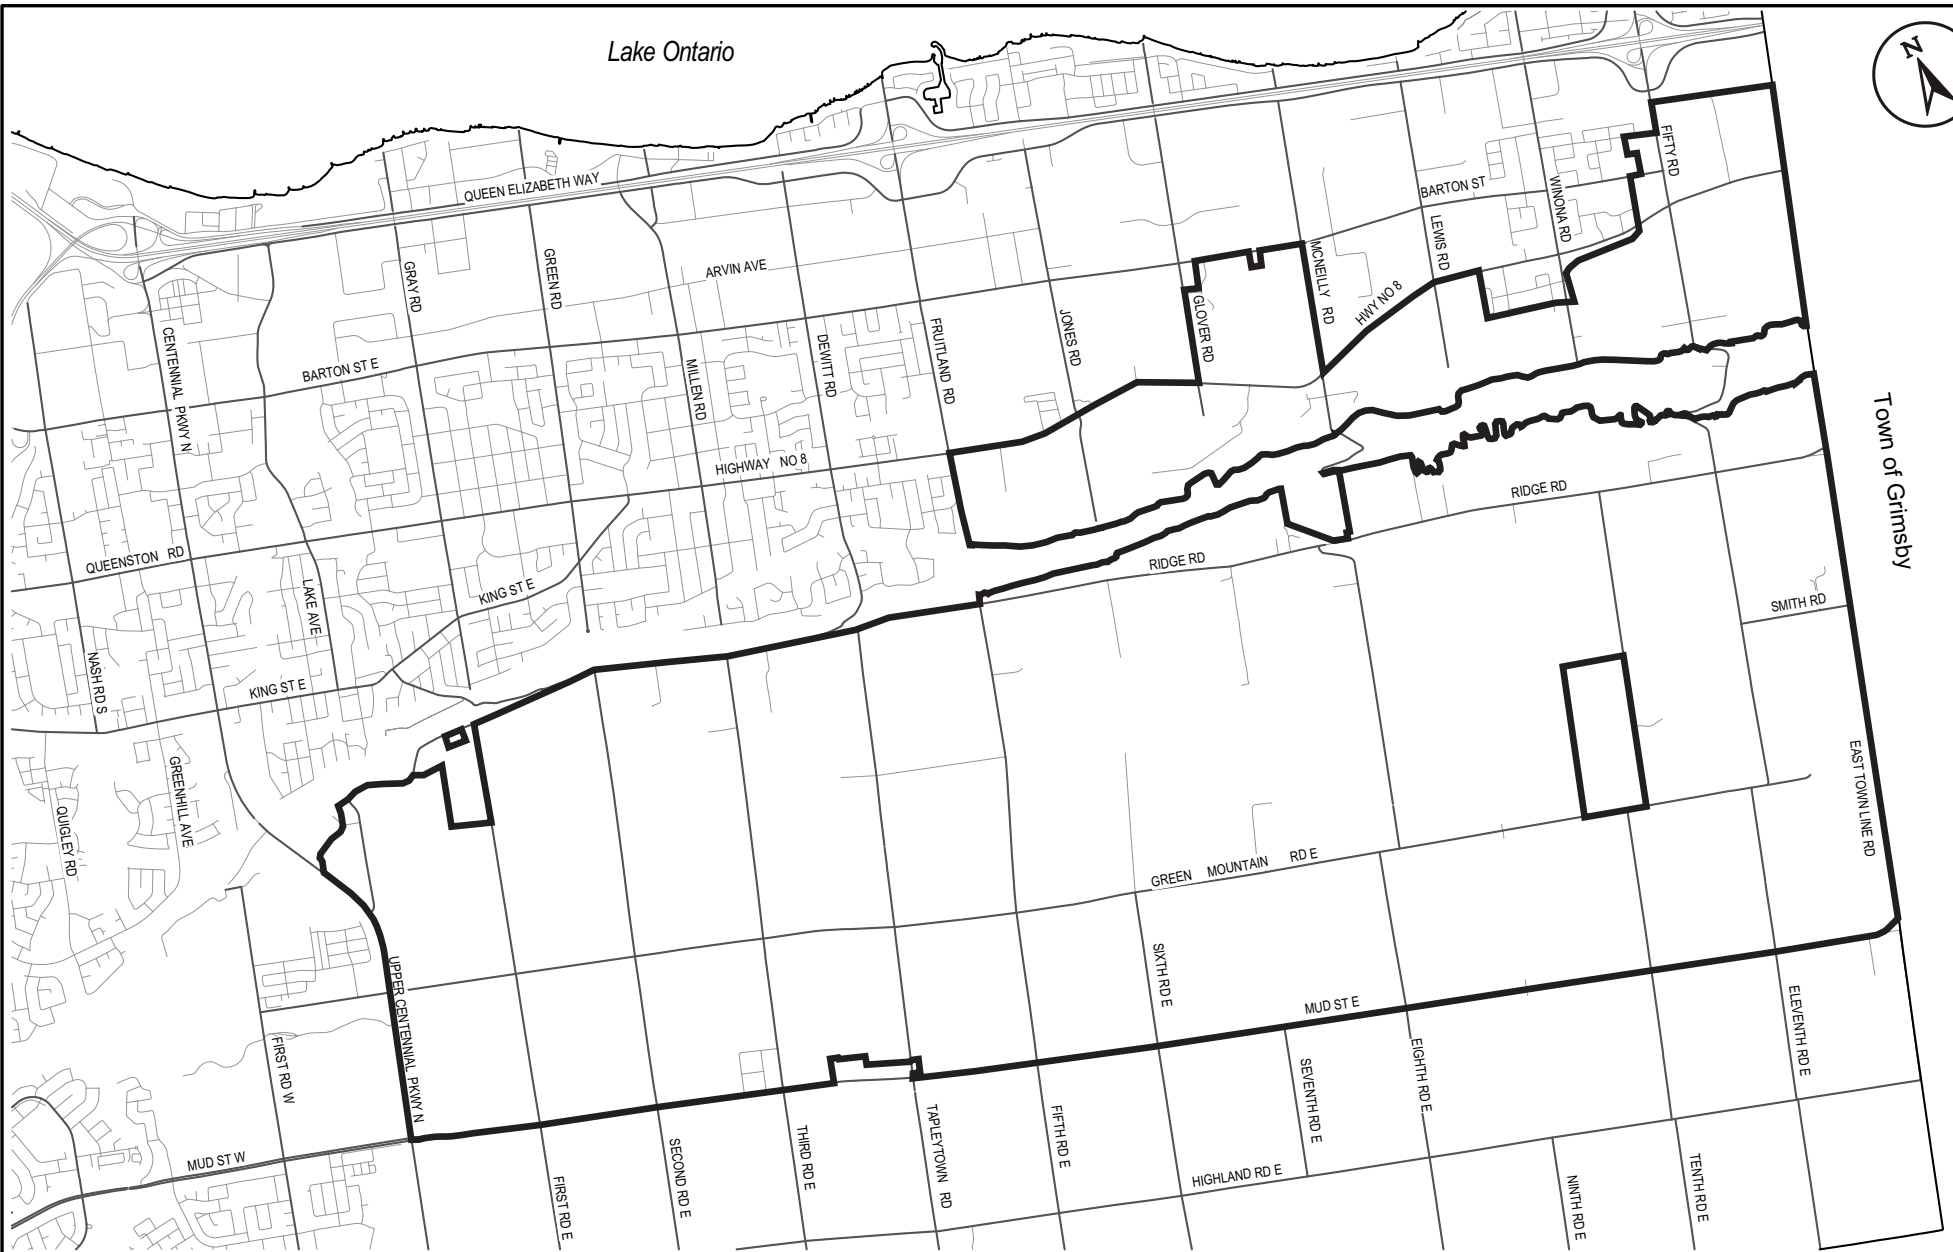 Lake Ontario
N
QUEEN ELIZABETH WAY
FIFTY RD
BARTON ST
WINONA RD
LEWIS RD
MCNEILLY RD
HWY NO 8
GLOVER RD
JONES RD
FRUITLAND RD
ARVIN AVE
GREEN RD
GRAY RD
CENTENNIAL PKWY N
BARTON ST E
MILLEN RD
DEWITT RD
HIGHWAY NO 8
QUEENSTON RD
LAKE AVE
KING ST E
KING ST E
NASH RD S
GREENHILL AVE
QUIGLEY RD
RIDGE RD
RIDGE RD
Town of Grimsby
SMITH RD
EAST TOWN LINE RD
GREEN MOUNTAIN RD E
UPPER CENTENNIAL PKWY N
SIXTH RD E
MUD ST E
FIRST RD W
MUD ST W
FIRST RD E
SECOND RD E
THIRD RD E
TAPLEYTOWN RD
FIFTH RD E
SEVENTH RD E
EIGHTH RD E
HIGHLAND RD E
NINTH RD E
TENTH RD E
ELEVENTH RD E